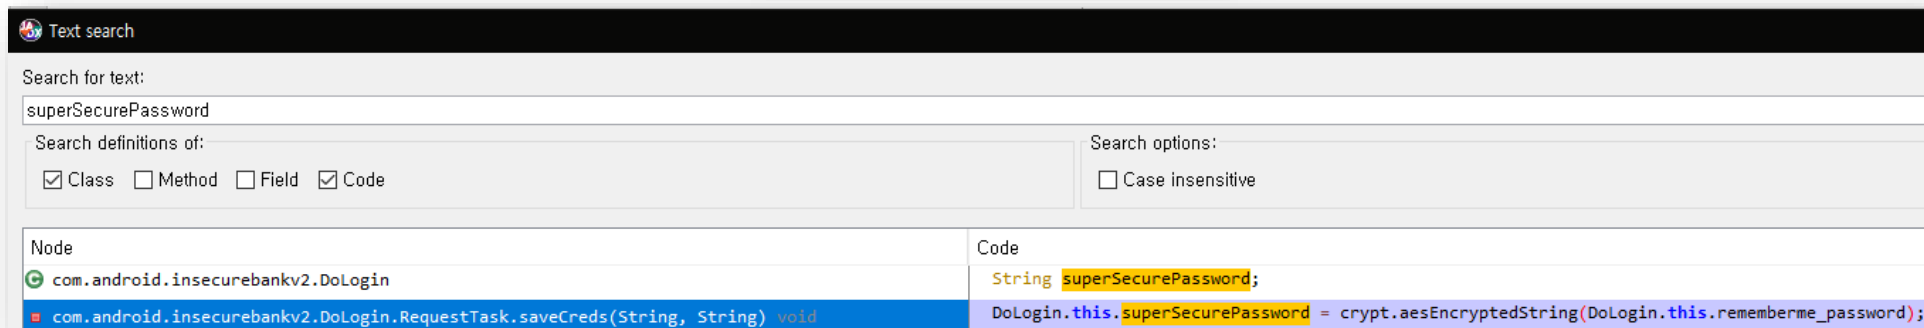 Text search
Search for text:
superSecurePassword
Search definitions of:
Search options:
Class Method Field Code
Case insensitive
Node Code
com.android.insecurebankv2.DoLogin String superSecurePassword;
com.android.insecurebankv2.DoLogin.RequestTask.saveCreds(String, String) void DoLogin.this.superSecurePassword = crypt.aesEncryptedString(DoLogin.this.rememberme_password);